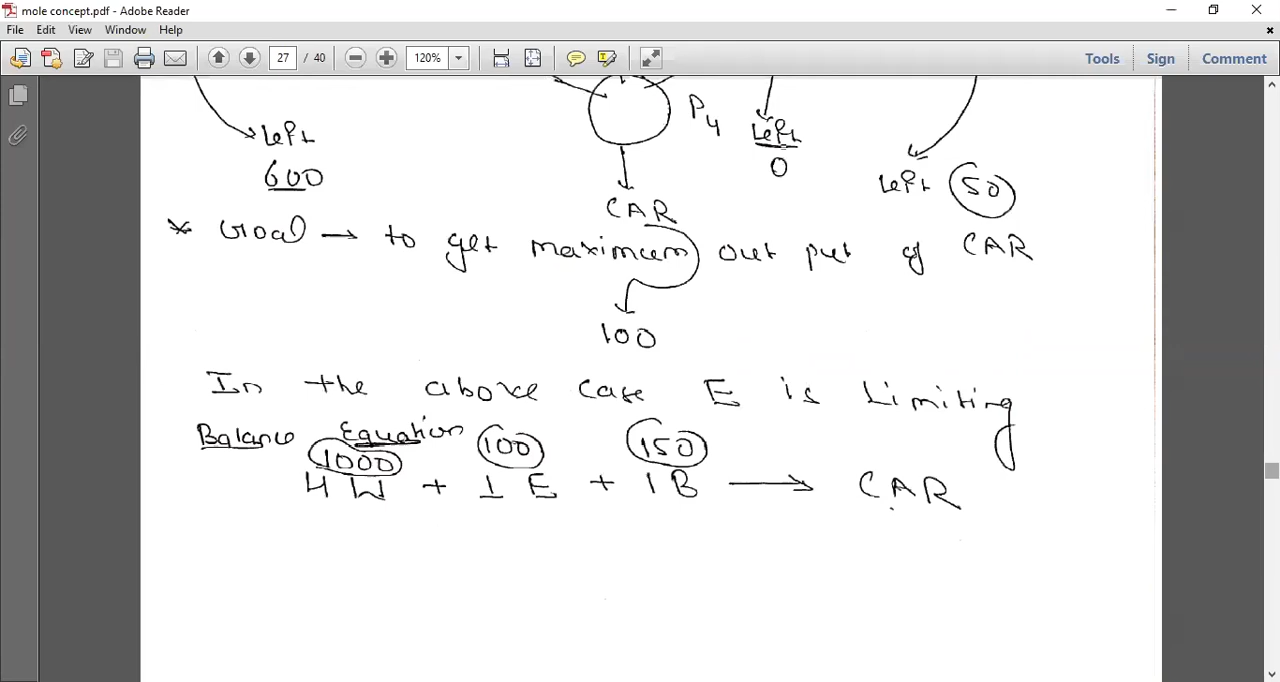 mole concept.pdf - Adobe Reader
File Edit View Window Help
27 / 40 120% Tools Sign Comment
Left
600
P4
Left
0
Left 50
CAR
* Goal → to get maximum out put of CAR
100
In the above case E is Limiting
Balance Equation
1000 100 150
4 W + 1 E + 1 B → CAR